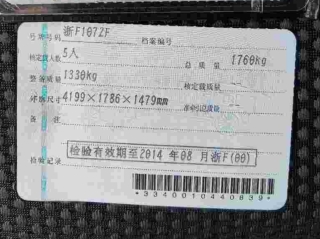 号牌号码 浙F107ZF 档案编号
核定载人数 5人 总质量 1760kg
整备质量 1330kg 核定载质量 --
外廓尺寸 4199×1786×1479mm 准牵引总质量 --
备注
检验记录 检验有效期至2014年08月浙F(00)
*3340010440839*